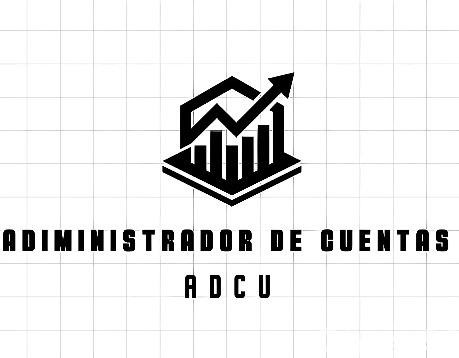 ADIMINISTRADOR DE CUENTAS
ADCU